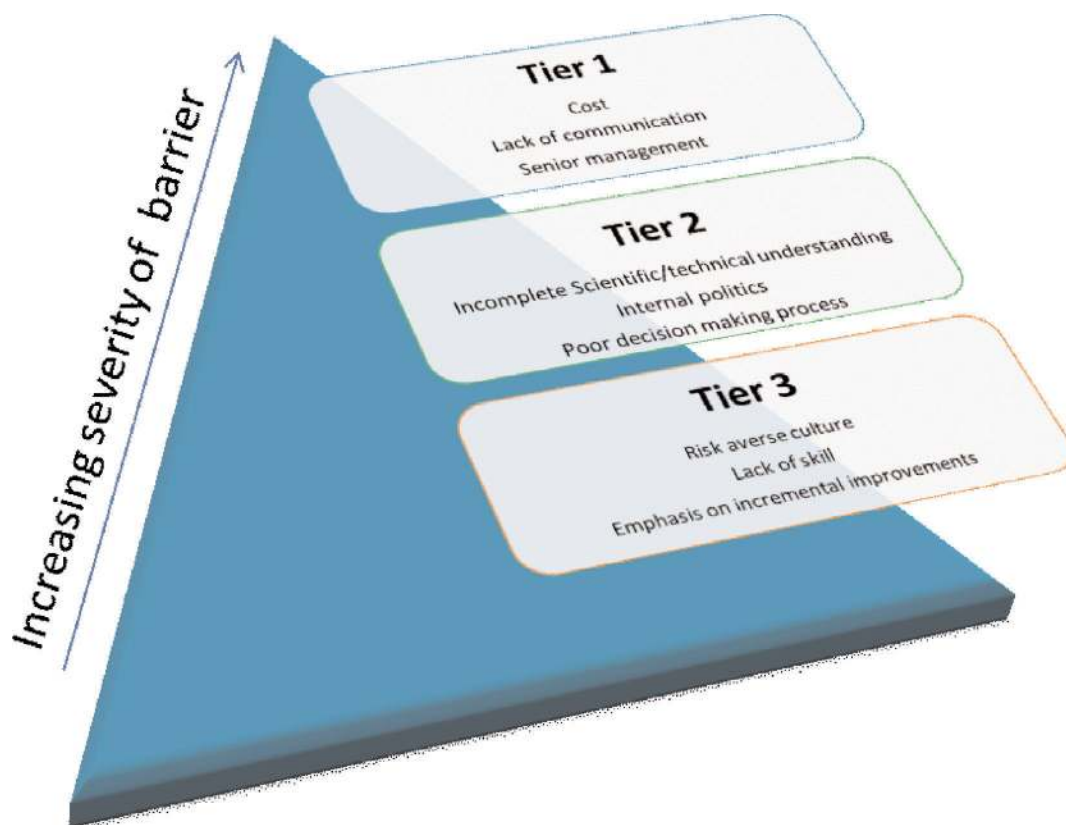 Increasing severity of barrier
Tier 1
Cost
Lack of communication
Senior management
Tier 2
Incomplete Scientific/technical understanding
Internal politics
Poor decision making process
Tier 3
Risk averse culture
Lack of skill
Emphasis on incremental improvements